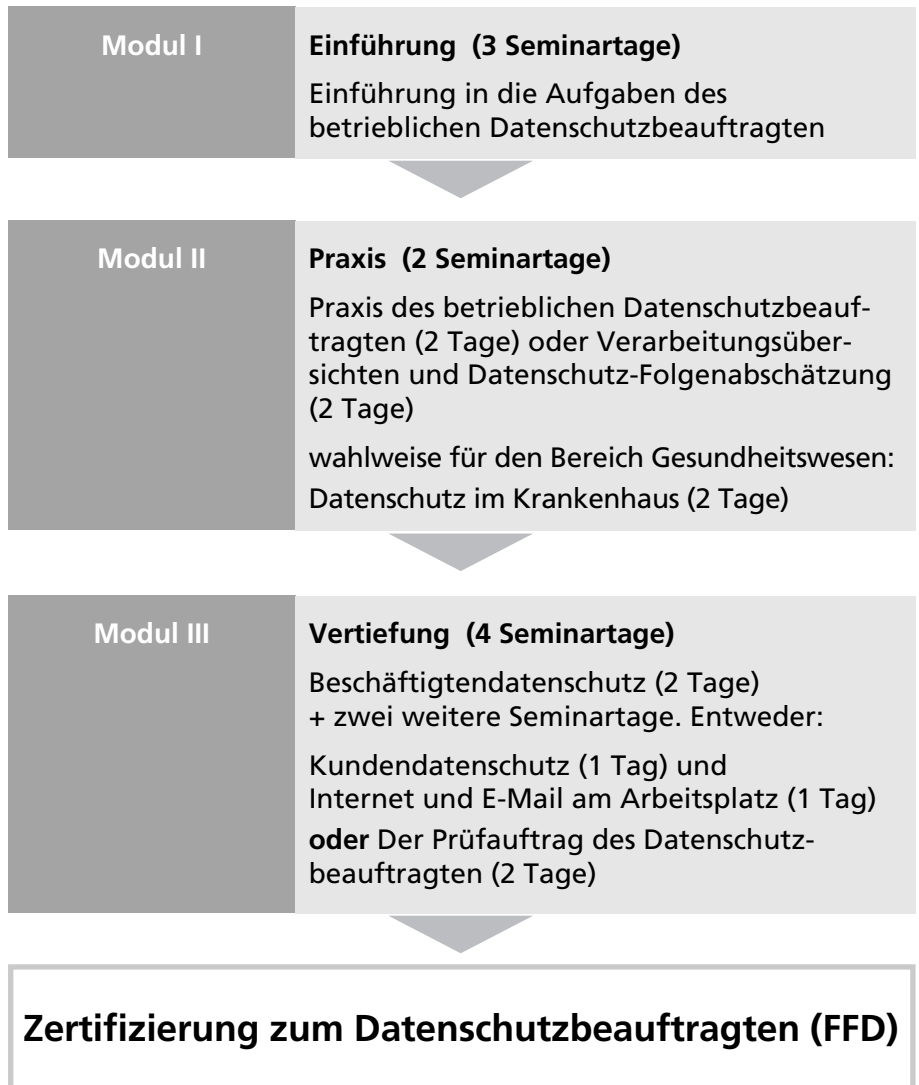 Modul I
Einführung (3 Seminartage)
Einführung in die Aufgaben des
betrieblichen Datenschutzbeauftragten
Modul II
Praxis (2 Seminartage)
Praxis des betrieblichen Datenschutzbeauf-
tragten (2 Tage) oder Verarbeitungsüber-
sichten und Datenschutz-Folgenabschätzung
(2 Tage)
wahlweise für den Bereich Gesundheitswesen:
Datenschutz im Krankenhaus (2 Tage)
Modul III
Vertiefung (4 Seminartage)
Beschäftigtendatenschutz (2 Tage)
+ zwei weitere Seminartage. Entweder:
Kundendatenschutz (1 Tag) und
Internet und E-Mail am Arbeitsplatz (1 Tag)
oder Der Prüfauftrag des Datenschutz-
beauftragten (2 Tage)
Zertifizierung zum Datenschutzbeauftragten (FFD)